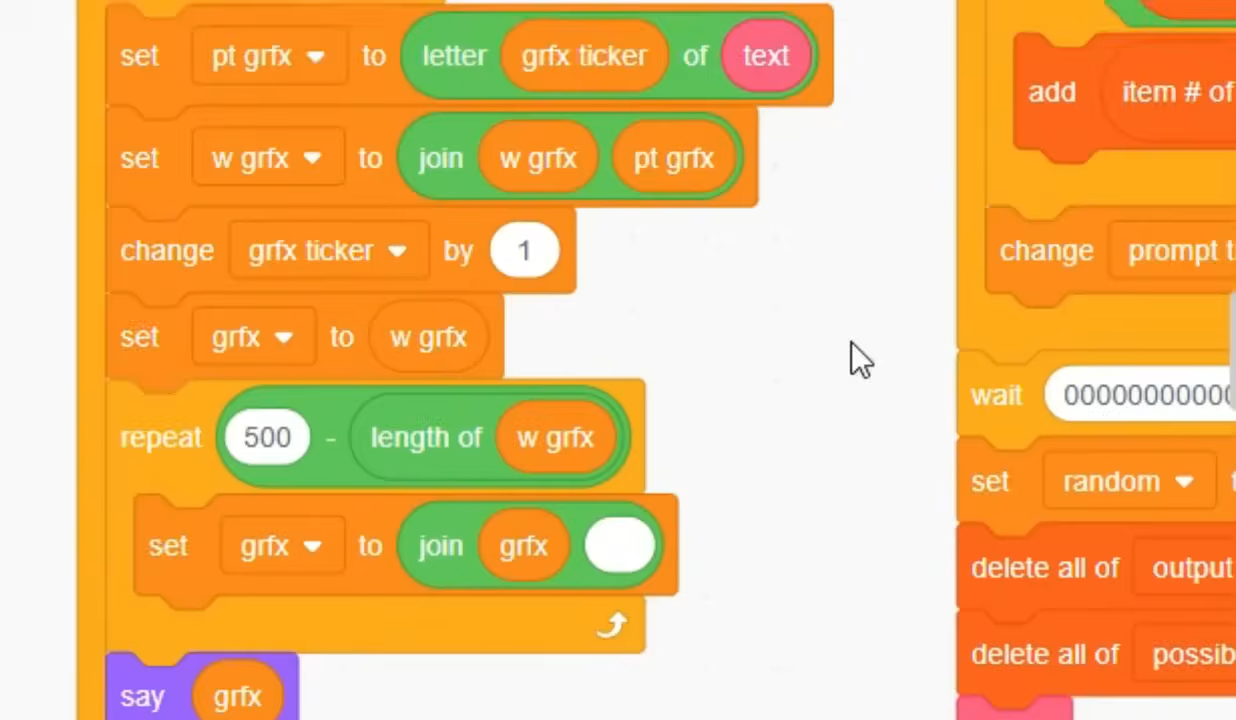 set pt grfx to letter grfx ticker of text
set w grfx to join w grfx pt grfx
change grfx ticker by 1
set grfx to w grfx
repeat 500 - length of w grfx
set grfx to join grfx
say grfx
add item # of
change prompt
wait 00000000000
set random
delete all of output
delete all of